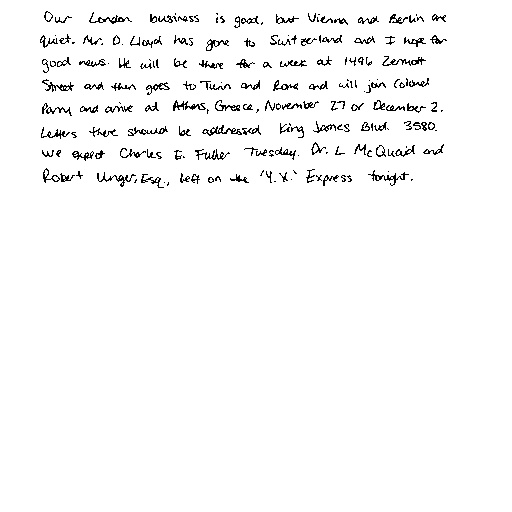 Our London business is good, but Vienna and Berlin are
quiet. Mr. D. Lloyd has gone to Switzerland and I hope for
good news. He will be there for a week at 1496 Zermott
Street and then goes to Turin and Rome and will join Colonel
Parry and arrive at Athens, Greece, November 27 or December 2.
Letters there should be addressed King James Blvd. 3580.
We expect Charles E. Fuller Tuesday. Dr. L McQuaid and
Robert Unger, Esq., left on the 'Y.X.' Express tonight.